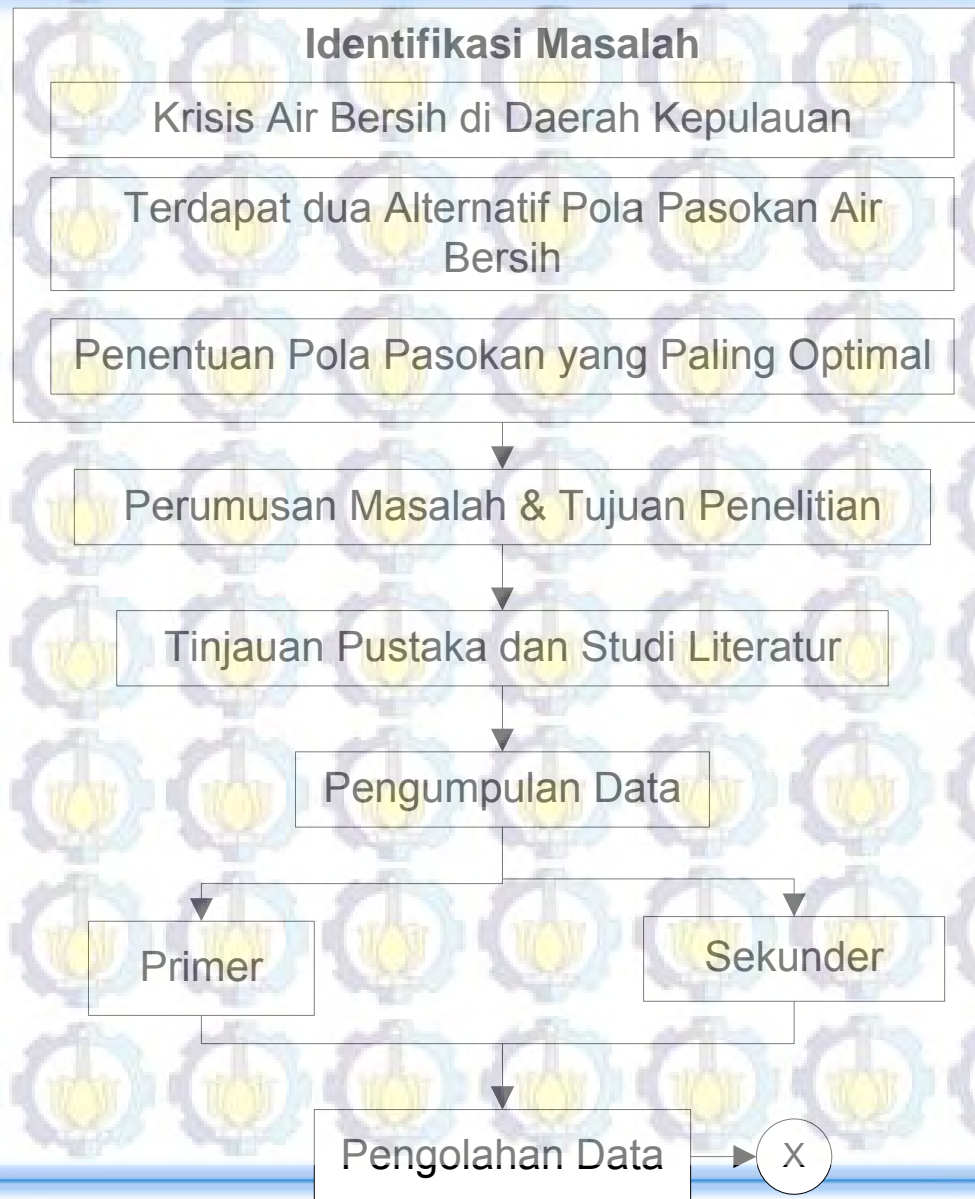 Identifikasi Masalah
Krisis Air Bersih di Daerah Kepulauan
Terdapat dua Alternatif Pola Pasokan Air
Bersih
Penentuan Pola Pasokan yang Paling Optimal
Perumusan Masalah & Tujuan Penelitian
Tinjauan Pustaka dan Studi Literatur
Pengumpulan Data
Primer
Sekunder
Pengolahan Data
X